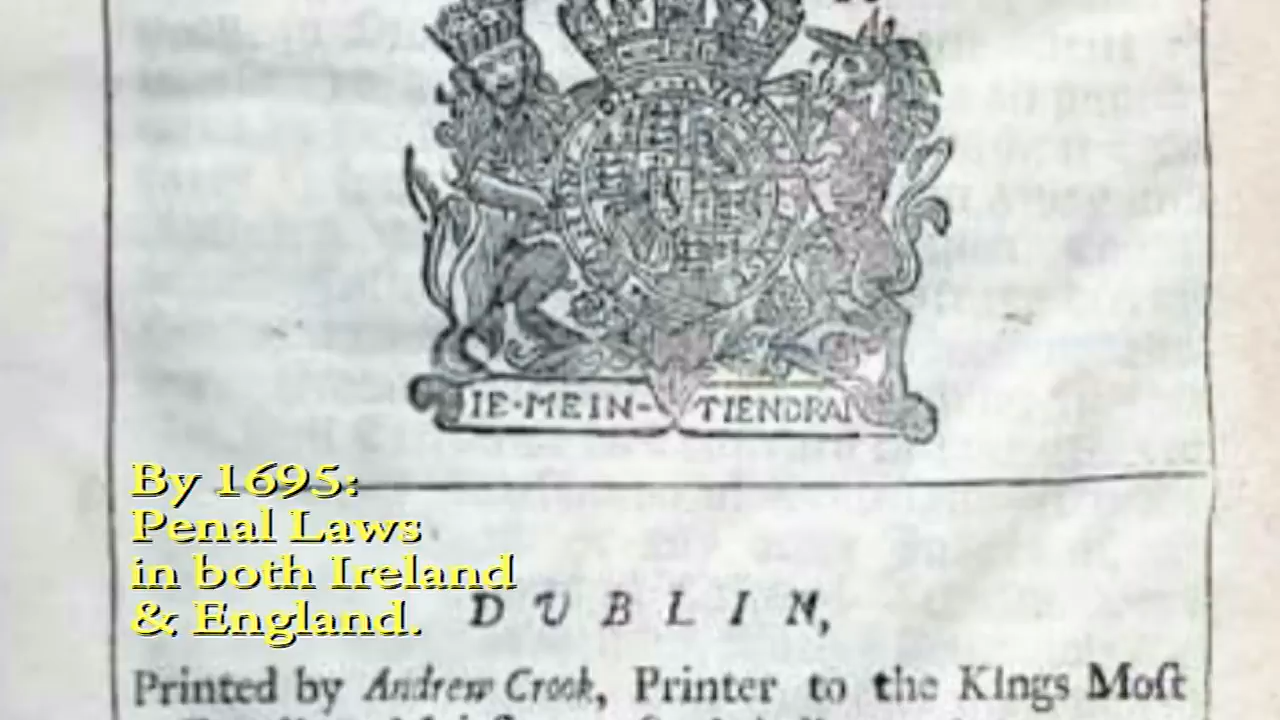 IE·MEIN- TIENDRAI
By 1695:
Penal Laws
in both Ireland
& England.
DUBLIN,
Printed by Andrew Crook, Printer to the Kings Moſt